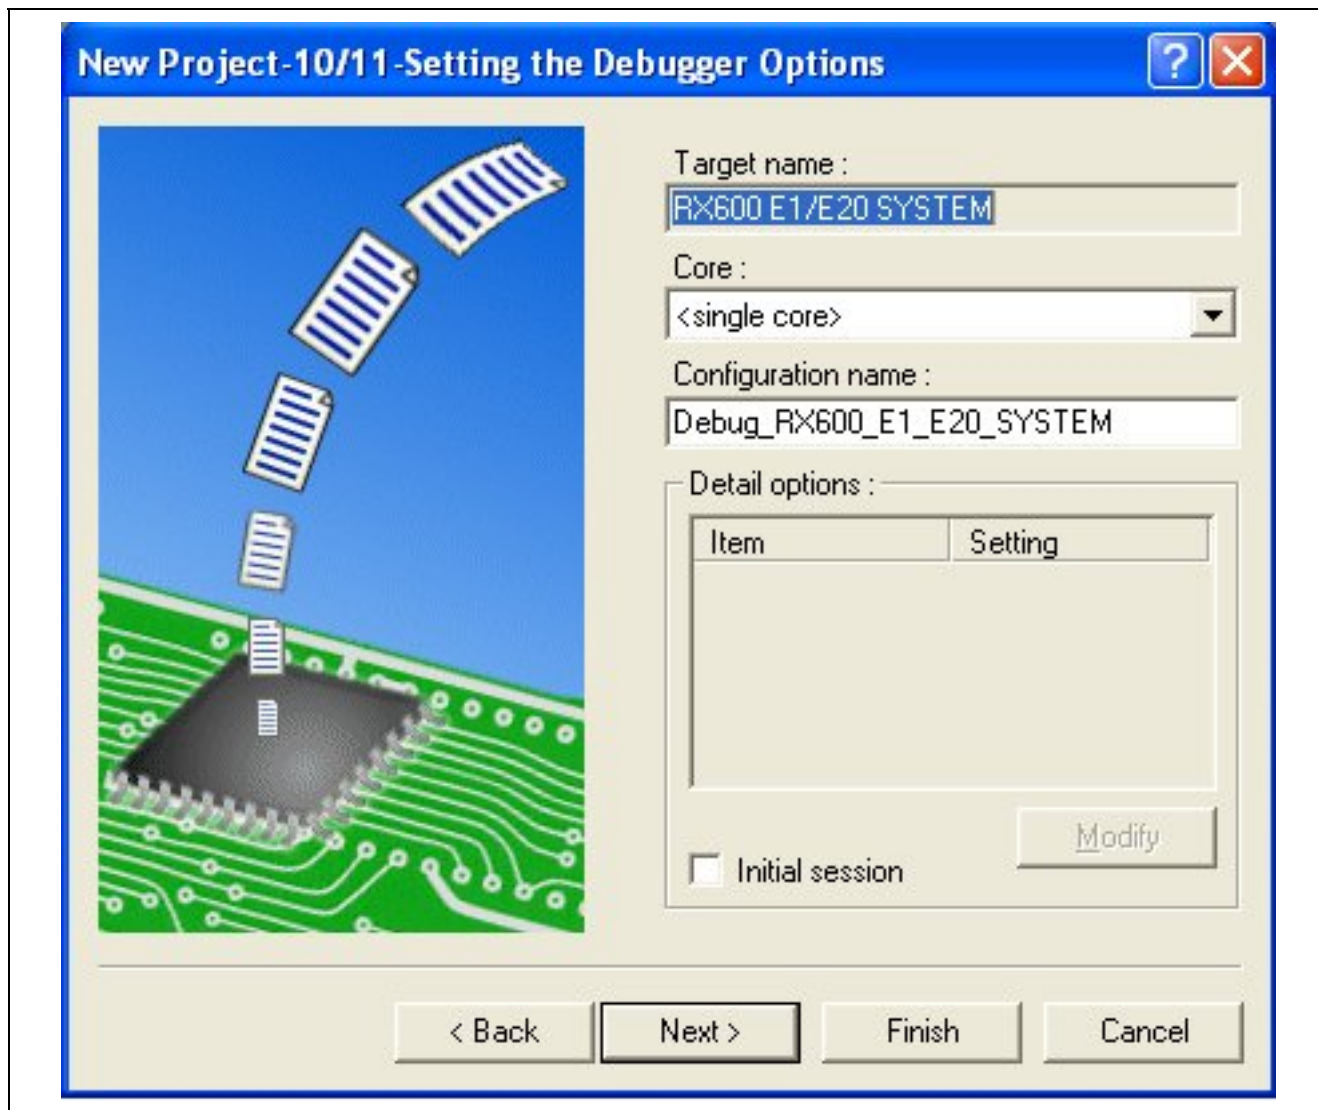 New Project-10/11-Setting the Debugger Options
Target name :
RX600 E1/E20 SYSTEM
Core :
<single core>
Configuration name :
Debug_RX600_E1_E20_SYSTEM
Detail options :
Item Setting
Modify
Initial session
< Back Next > Finish Cancel